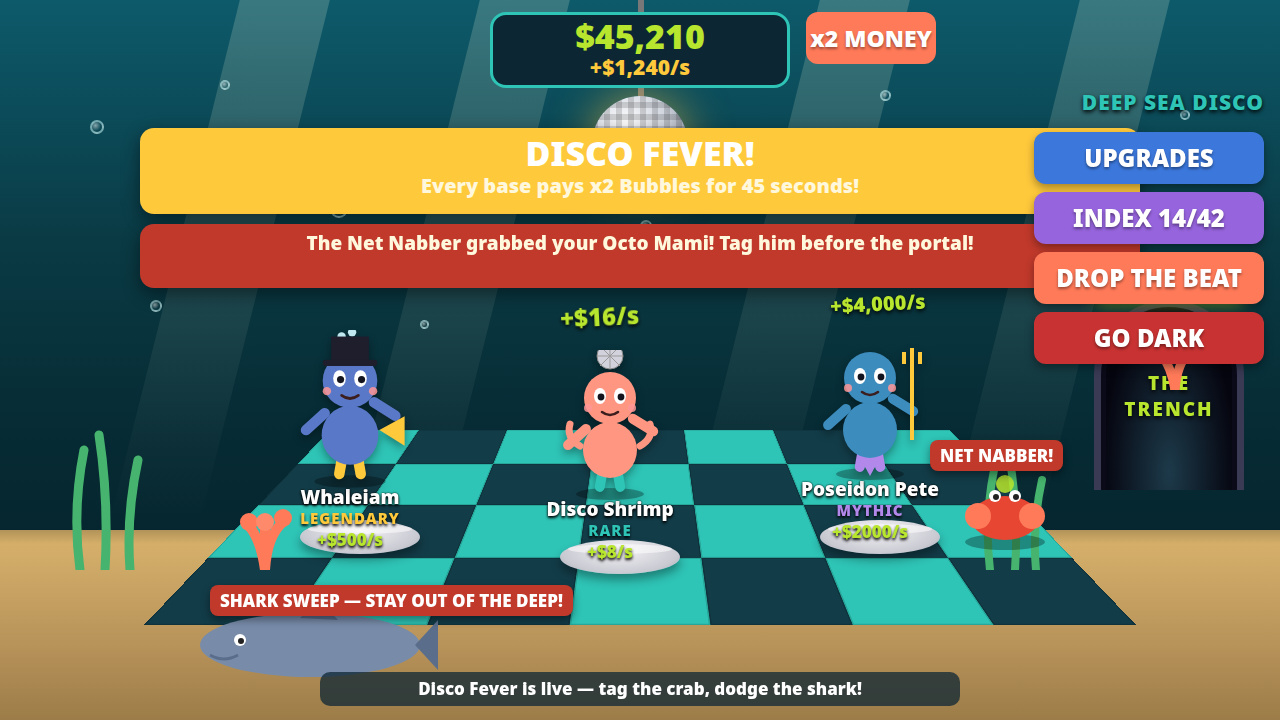 $45,210
+$1,240/s
x2 MONEY
DEEP SEA DISCO
DISCO FEVER!
Every base pays x2 Bubbles for 45 seconds!
UPGRADES
INDEX 14/42
The Net Nabber grabbed your Octo Mami! Tag him before the portal!
DROP THE BEAT
GO DARK
+$16/s
+$4,000/s
THE
TRENCH
NET NABBER!
Whaleiam
LEGENDARY
+$500/s
Disco Shrimp
RARE
+$8/s
Poseidon Pete
MYTHIC
+$2000/s
SHARK SWEEP — STAY OUT OF THE DEEP!
Disco Fever is live — tag the crab, dodge the shark!